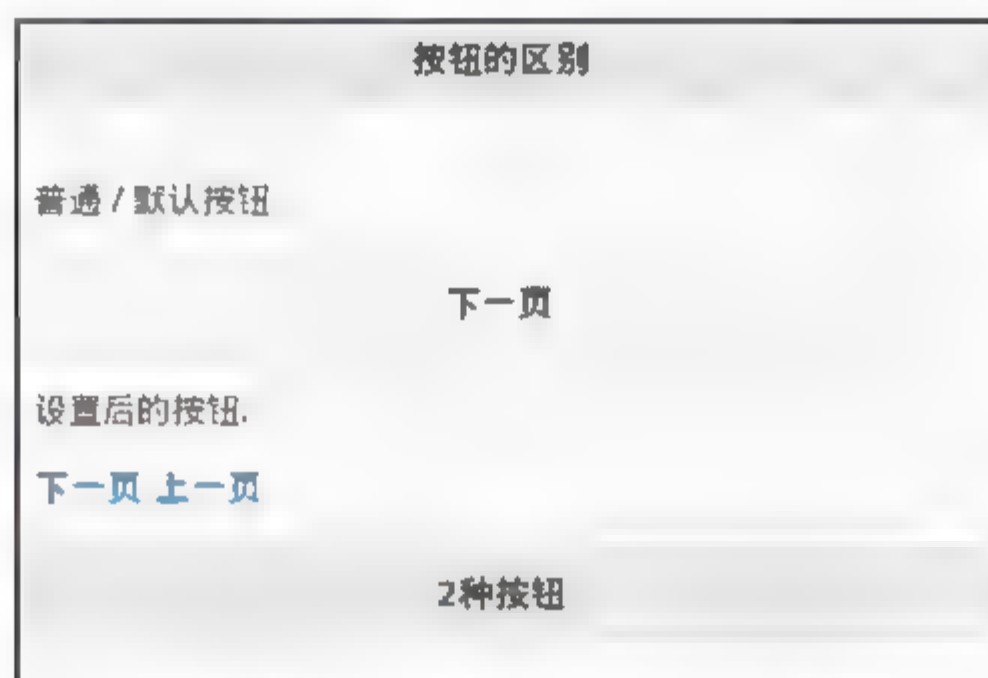 按钮的区别
普通 / 默认按钮
下一页
设置后的按钮.
下一页 上一页
2种按钮